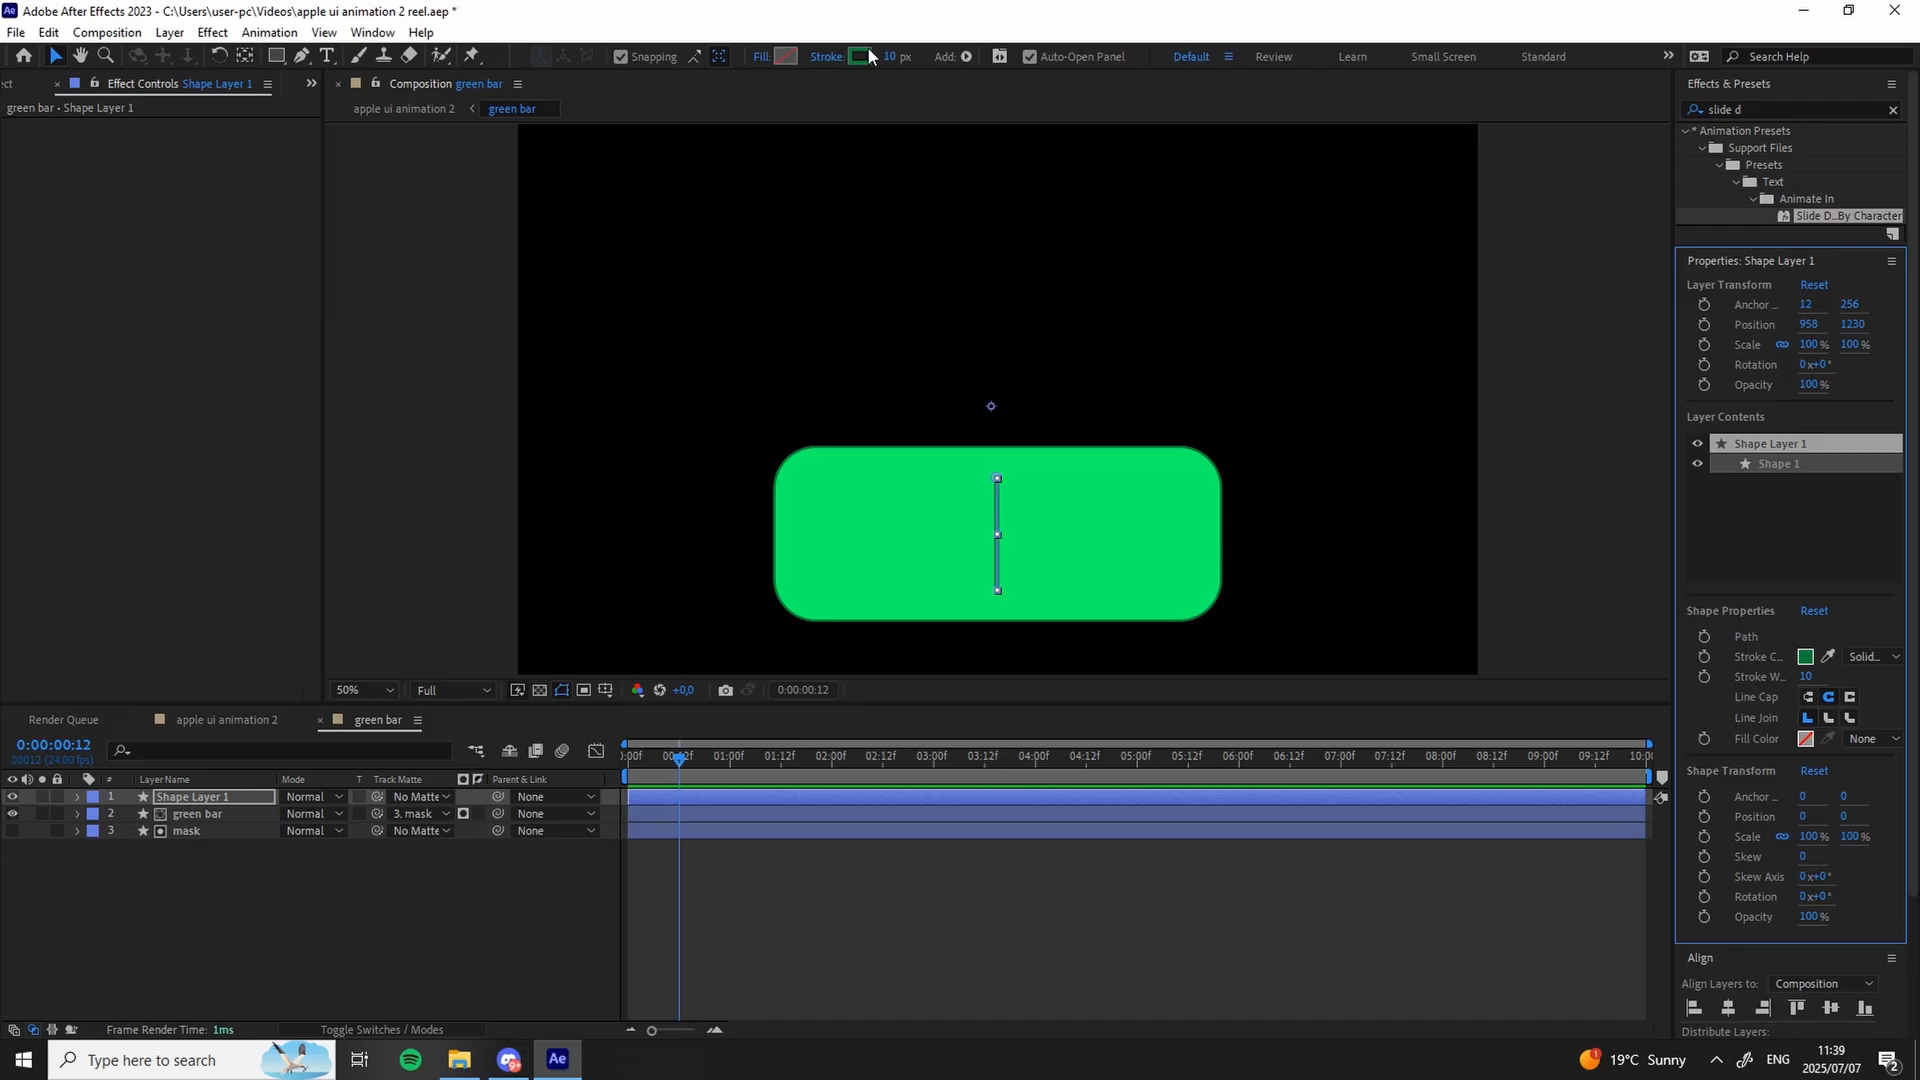 Adobe After Effects 2023 - C:\Users\user-pc\Videos\apple ui animation 2 reel.aep *
File Edit Composition Layer Effect Animation View Window Help
Snapping Fill: Stroke: 10 px Add: Auto-Open Panel Default Review Learn Small Screen Standard Search Help
Effect Controls Shape Layer 1
green bar • Shape Layer 1
Composition green bar
apple ui animation 2 green bar
Effects & Presets
slide d
* Animation Presets
Support Files
Presets
Text
Animate In
Slide D...By Character
Properties: Shape Layer 1
Layer Transform Reset
Anchor .. 12 256
Position 958 1230
Scale 100 % 100 %
Rotation 0x+0°
Opacity 100 %
Layer Contents
Shape Layer 1
Shape 1
Shape Properties Reset
Path
Stroke C... Solid...
Stroke W... 10
Line Cap
Line Join
Fill Color None
Shape Transform Reset
Anchor .. 0 0
Position 0 0
Scale 100 % 100 %
Skew 0
Skew Axis 0x+0°
Rotation 0x+0°
Opacity 100 %
Align
Align Layers to: Composition
Distribute Layers:
50% Full +0,0 0:00:00:12
Render Queue apple ui animation 2 green bar
0:00:00:12
00012 (24.00 fps)
# Layer Name Mode T Track Matte Parent & Link
1 Shape Layer 1 Normal No Matte None
2 green bar Normal 3. mask None
3 mask Normal No Matte None
:00f 00:12f 01:00f 01:12f 02:00f 02:12f 03:00f 03:12f 04:00f 04:12f 05:00f 05:12f 06:00f 06:12f 07:00f 07:12f 08:00f 08:12f 09:00f 09:12f 10:0
Frame Render Time: 1ms Toggle Switches / Modes
Type here to search
Ae
19°C Sunny
ENG
11:39
2025/07/07
2